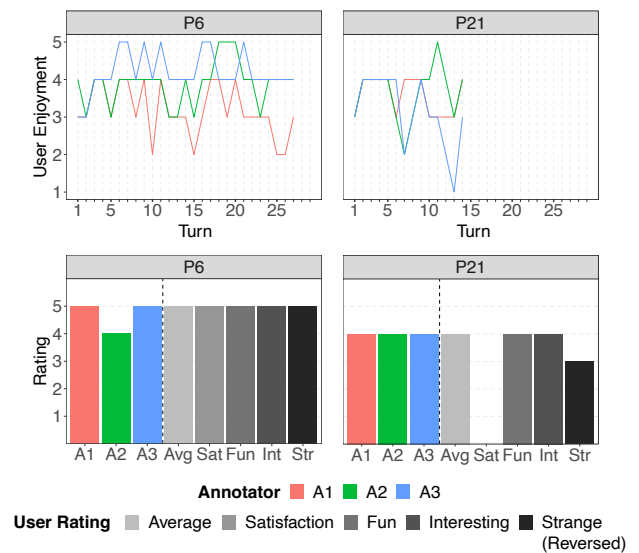 P6 P21
User Enjoyment
5
4
3
2
1
1 5 10 15 20 25 1 5 10 15 20 25
Turn Turn
P6 P21
Rating
5
4
3
2
1
A1 A2 A3 Avg Sat Fun Int Str A1 A2 A3 Avg Sat Fun Int Str
Annotator A1 A2 A3
User Rating Average Satisfaction Fun Interesting Strange
(Reversed)